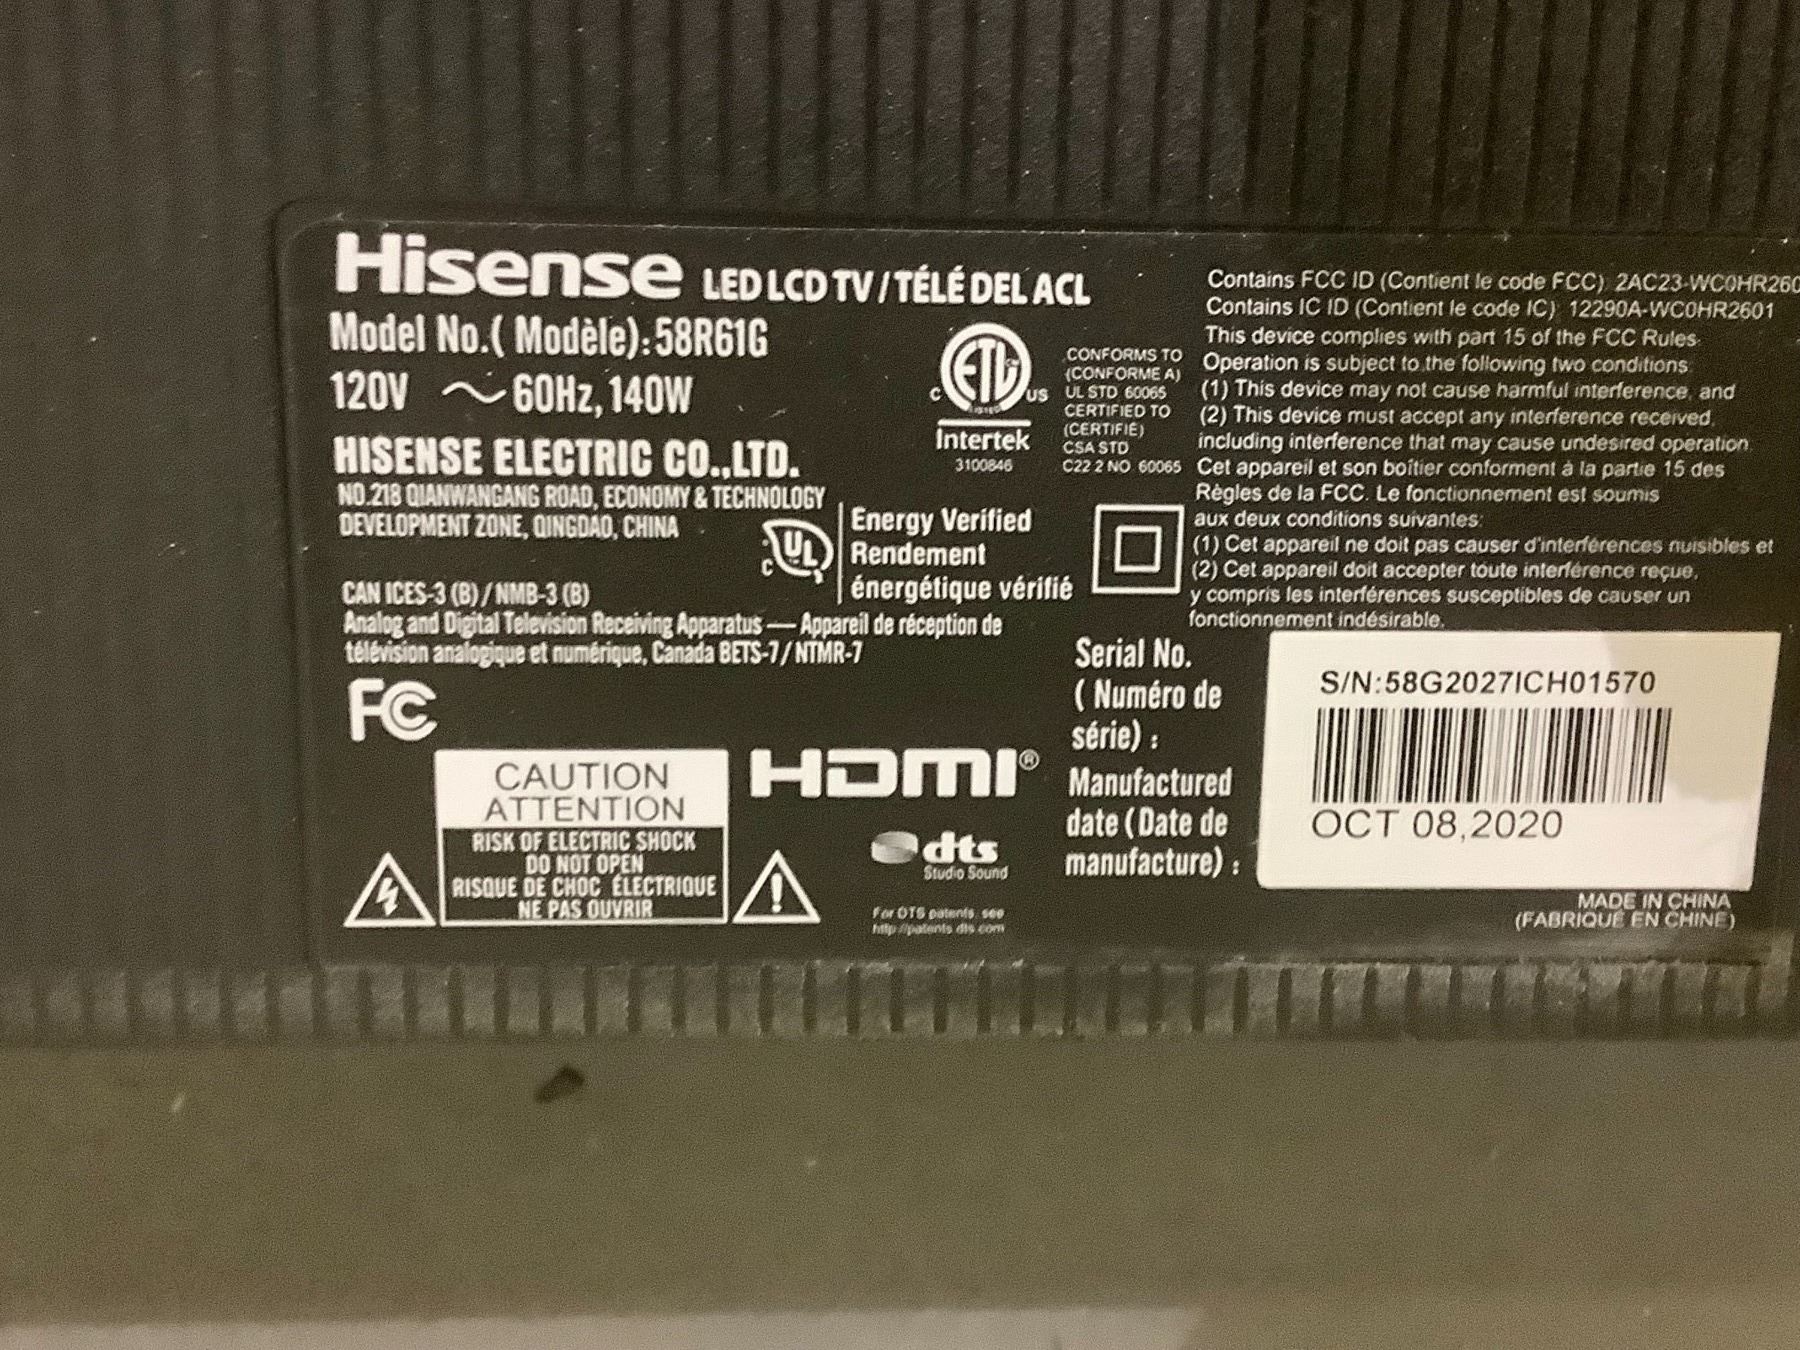 Hisense LED LCD TV / TÉLÉ DEL ACL
Model No.( Modèle):58R61G
120V ～ 60Hz, 140W
HISENSE ELECTRIC CO.,LTD.
NO.218 QIANWANGANG ROAD, ECONOMY & TECHNOLOGY
DEVELOPMENT ZONE, QINGDAO, CHINA
CAN ICES-3 (B) / NMB-3 (B)
Analog and Digital Television Receiving Apparatus — Appareil de réception de
télévision analogique et numérique, Canada BETS-7 / NTMR-7
FC
CAUTION
ATTENTION
RISK OF ELECTRIC SHOCK
DO NOT OPEN
RISQUE DE CHOC ÉLECTRIQUE
NE PAS OUVRIR
C ETL US
LISTED
Intertek
3100846
CONFORMS TO
(CONFORME A)
UL STD 60065
CERTIFIED TO
(CERTIFIÉ)
CSA STD
C22 2 NO 60065
C UL
Energy Verified
Rendement
énergétique vérifié
HDMI®
dts
Studio Sound
For DTS patents, see
http://patents.dts.com
Contains FCC ID (Contient le code FCC) 2AC23-WC0HR260
Contains IC ID (Contient le code IC): 12290A-WC0HR2601
This device complies with part 15 of the FCC Rules.
Operation is subject to the following two conditions:
(1) This device may not cause harmful interference, and
(2) This device must accept any interference received,
including interference that may cause undesired operation.
Cet appareil et son boîtier conforment à la partie 15 des
Règles de la FCC. Le fonctionnement est soumis
aux deux conditions suivantes:
(1) Cet appareil ne doit pas causer d'interférences nuisibles et
(2) Cet appareil doit accepter toute interférence reçue,
y compris les interférences susceptibles de causer un
fonctionnement indésirable.
Serial No.
( Numéro de
série) :
Manufactured
date ( Date de
manufacture) :
S/N:58G2027ICH01570
OCT 08,2020
MADE IN CHINA
(FABRIQUÉ EN CHINE)